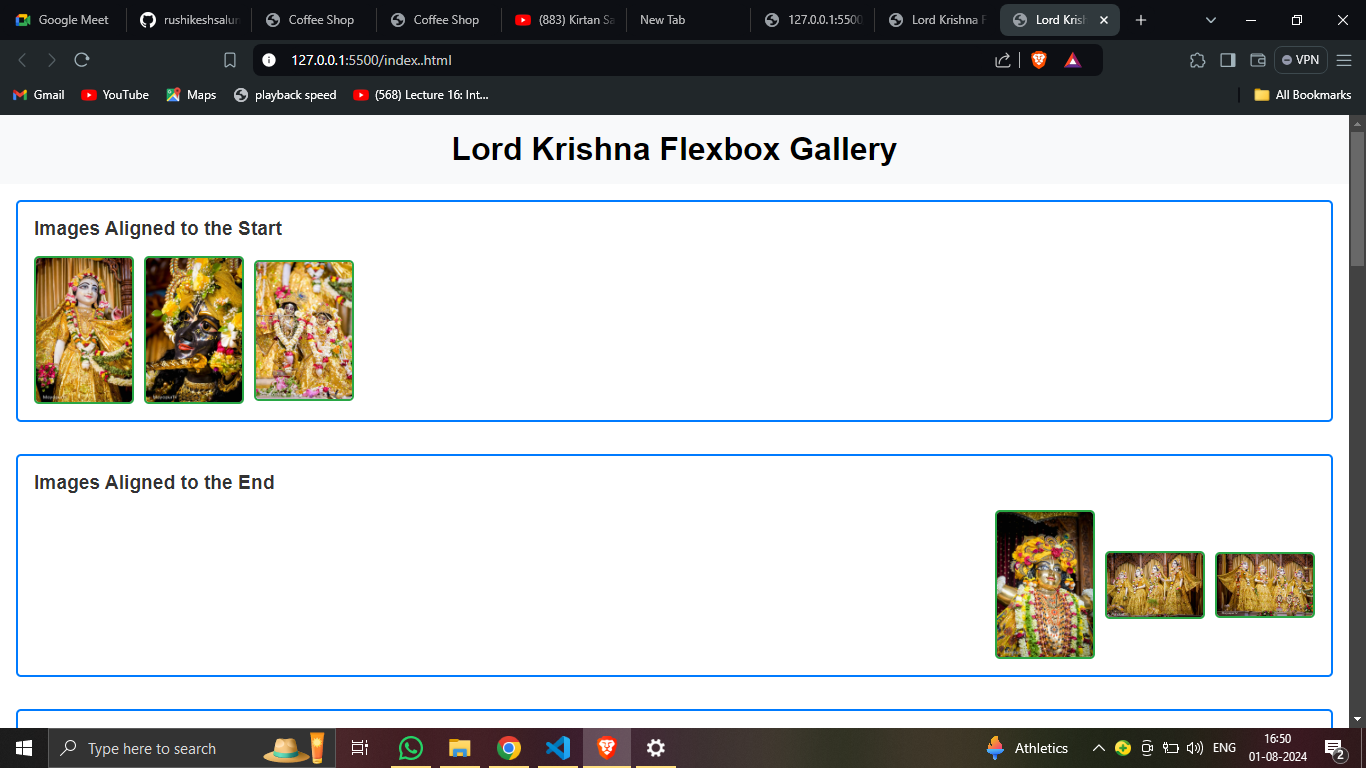 Google Meet
rushikeshsalun
Coffee Shop
Coffee Shop
(883) Kirtan Sa
New Tab
127.0.0.1:5500
Lord Krishna F
Lord Krish
127.0.0.1:5500/index..html
VPN
Gmail
YouTube
Maps
playback speed
(568) Lecture 16: Int...
All Bookmarks
Lord Krishna Flexbox Gallery
Images Aligned to the Start
Images Aligned to the End
Type here to search
Athletics
ENG
16:50
01-08-2024
2